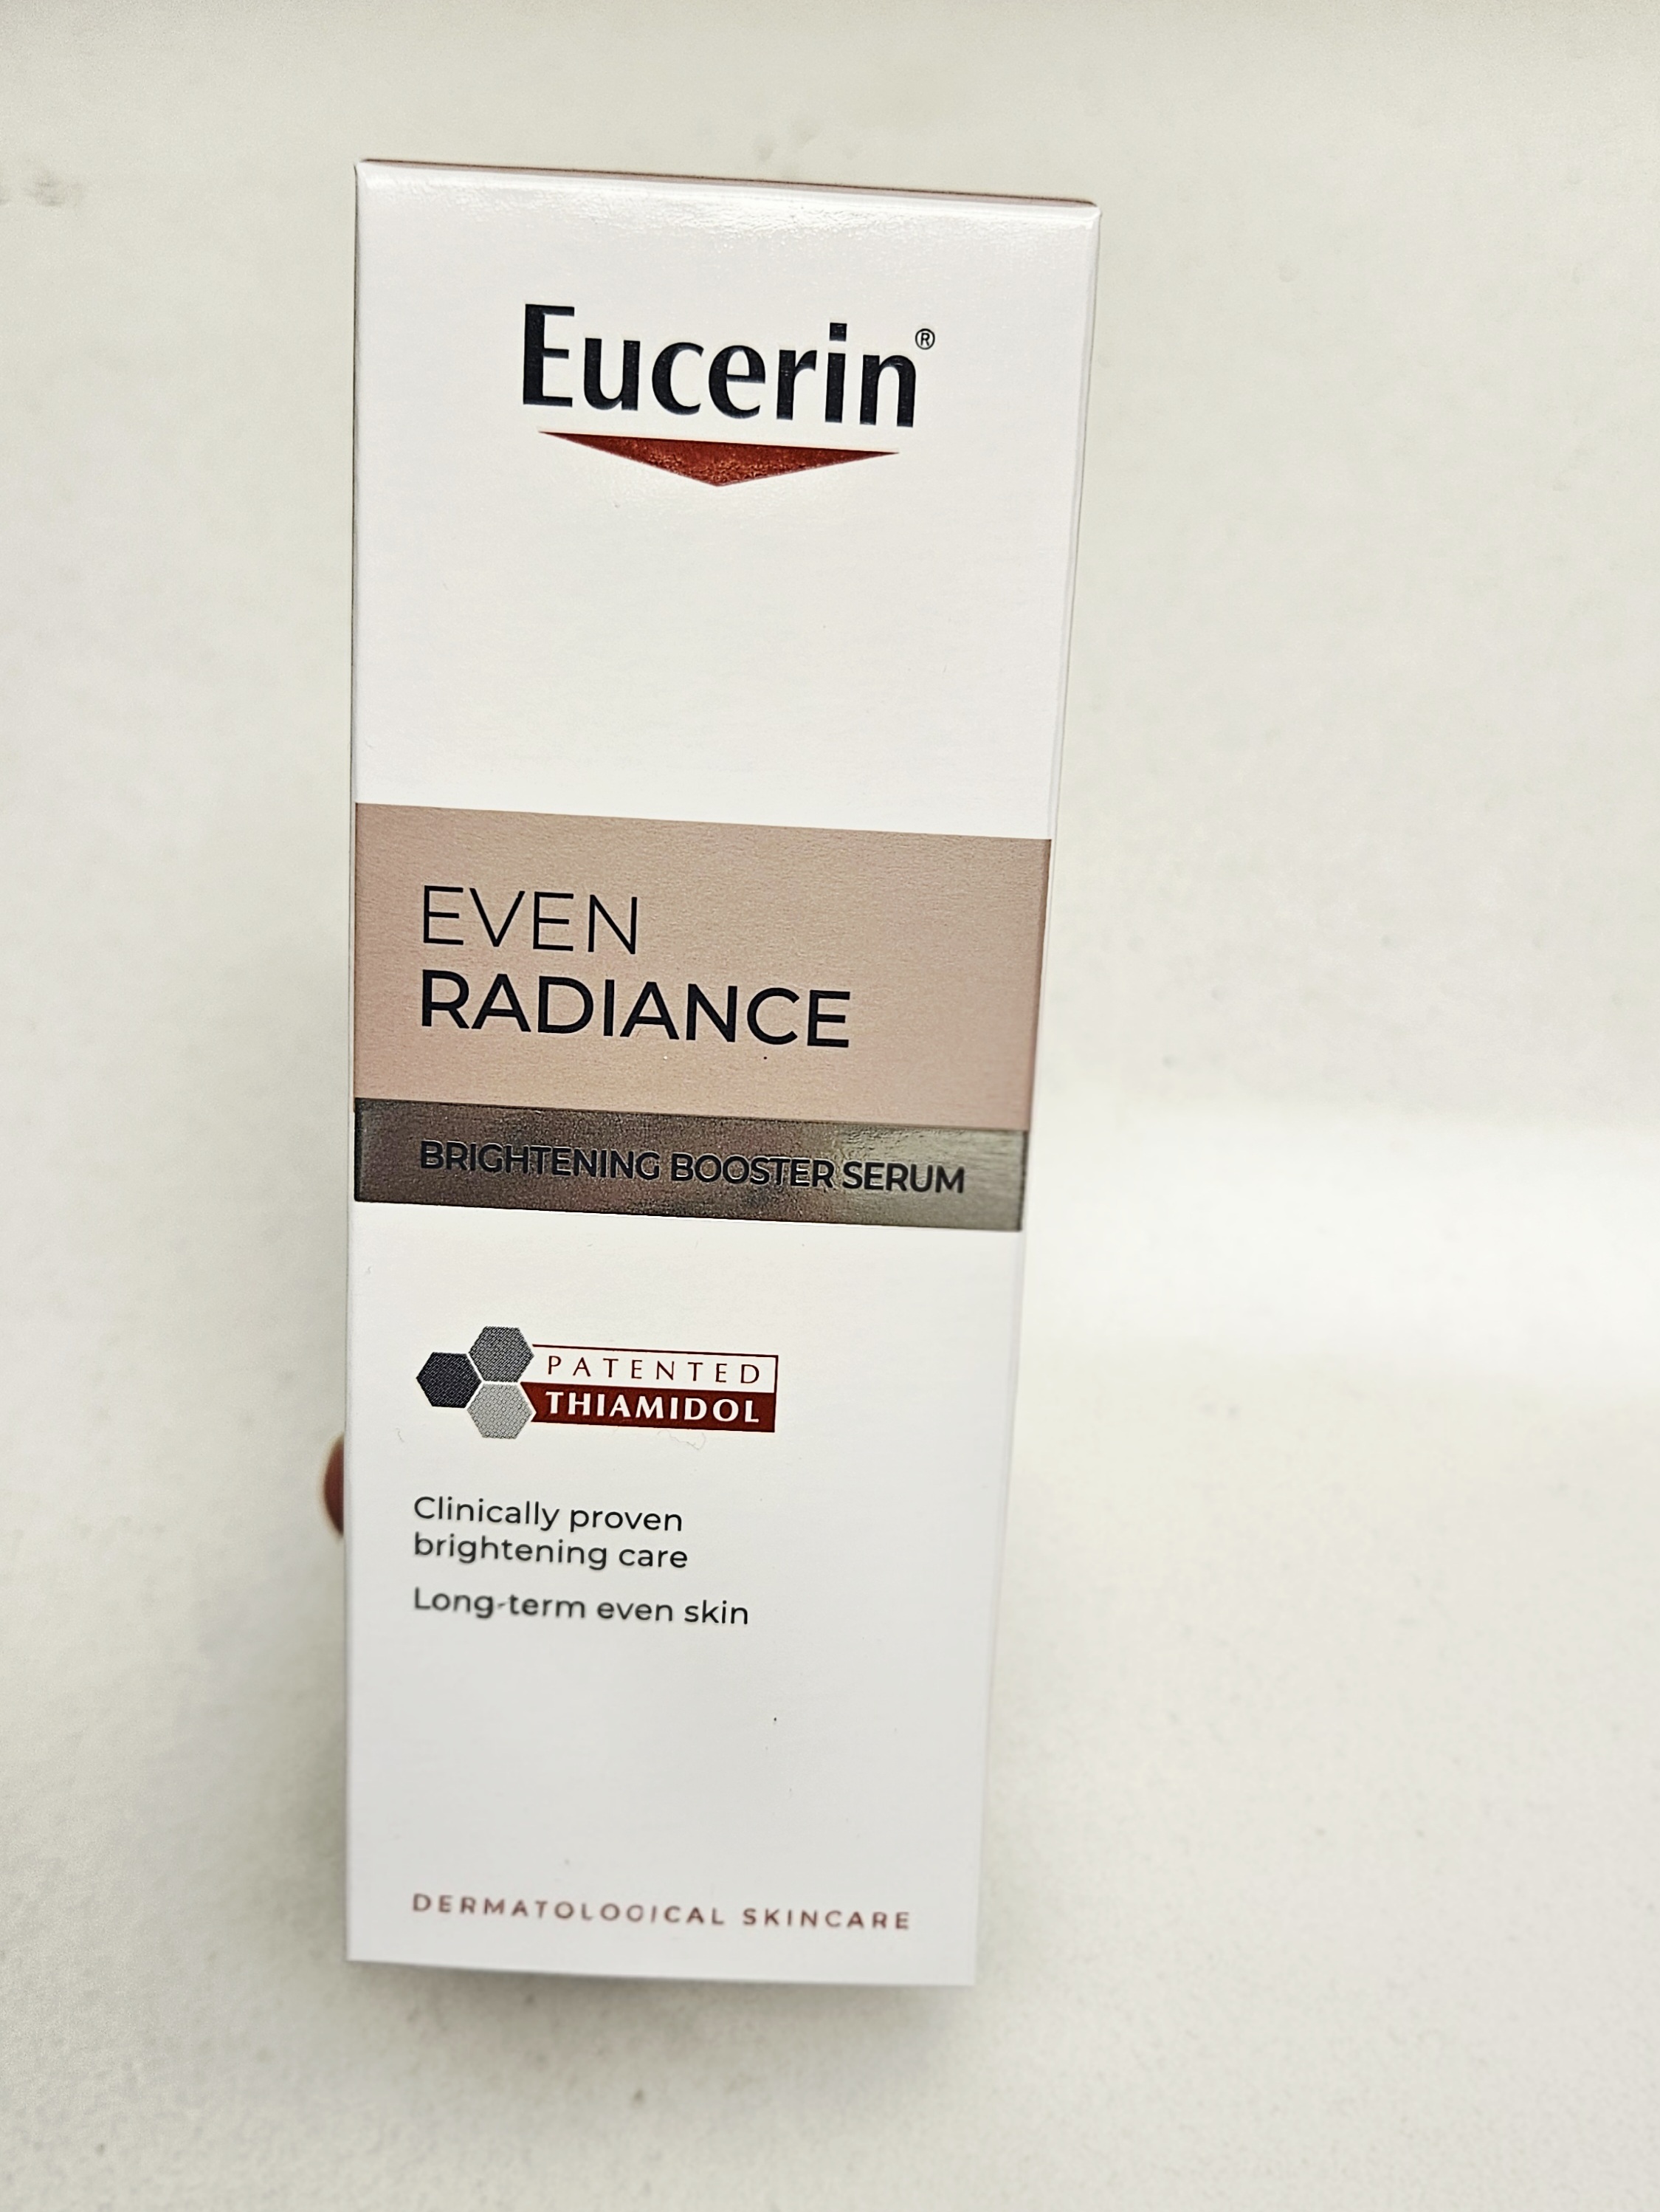 Eucerin®
EVEN
RADIANCE
BRIGHTENING BOOSTER SERUM
PATENTED
THIAMIDOL
Clinically proven
brightening care
Long-term even skin
DERMATOLOGICAL SKINCARE